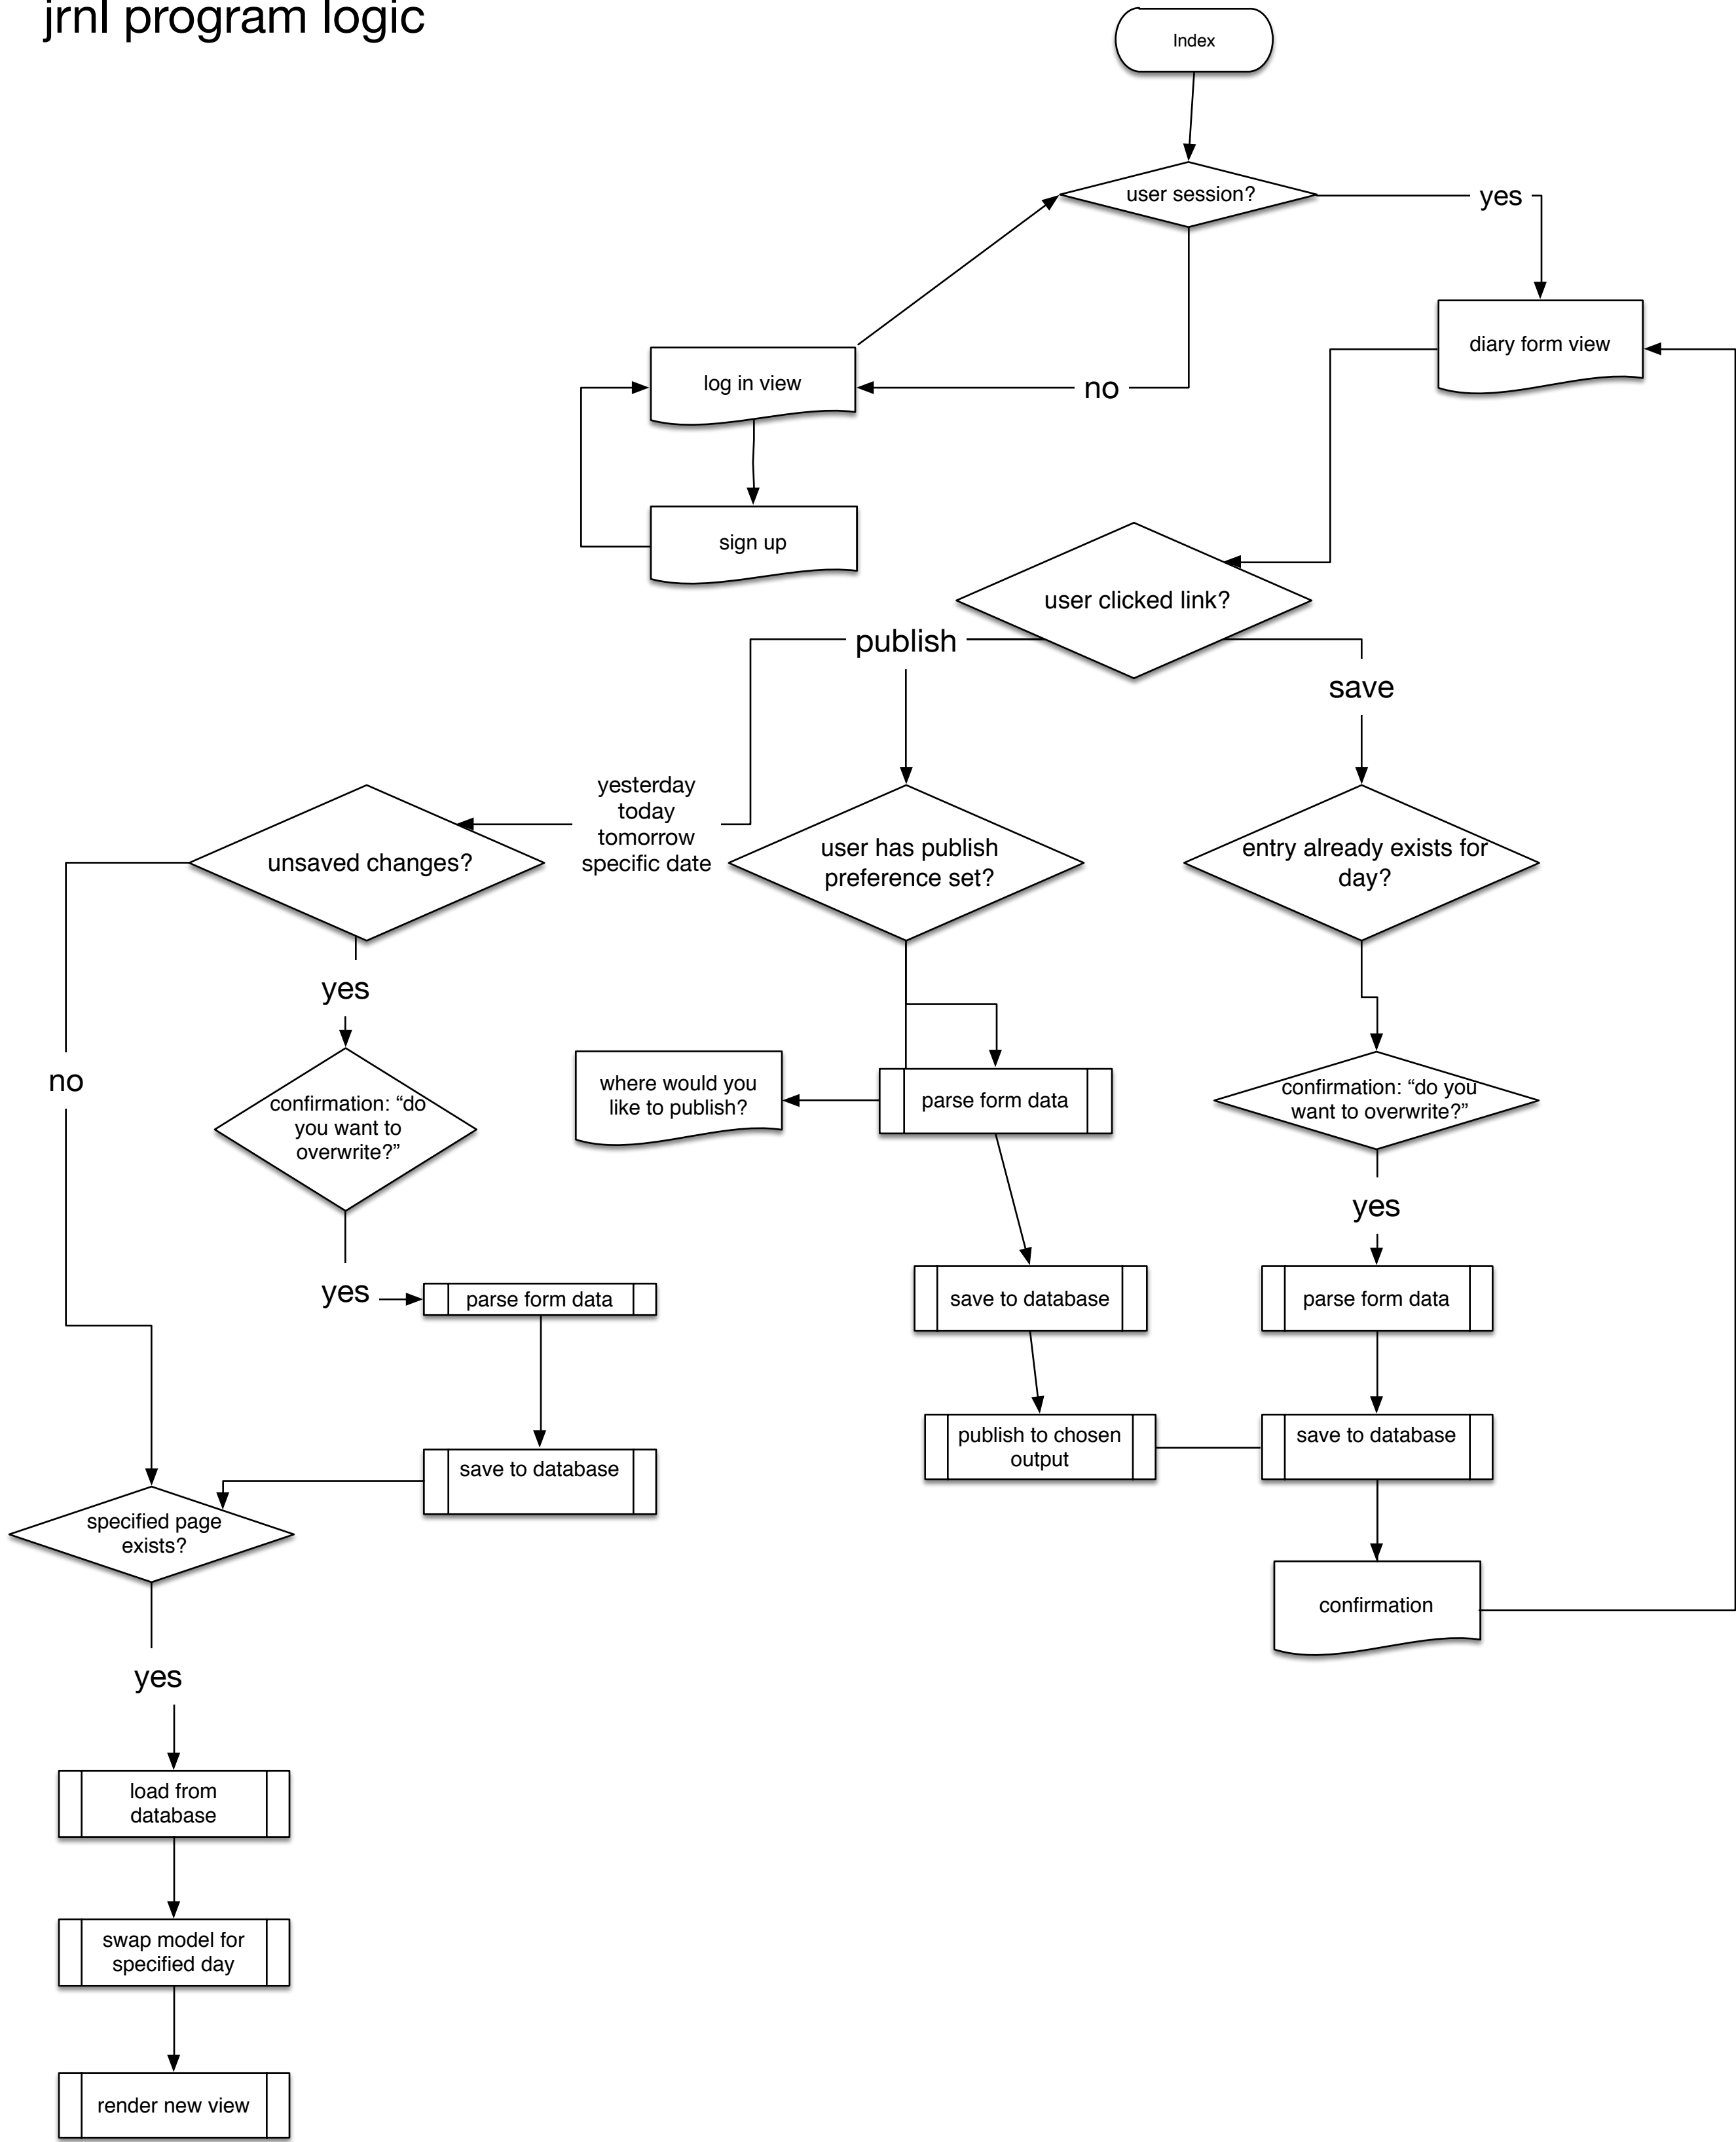 jrnl program logic
Index
user session?
yes
diary form view
log in view
no
sign up
user clicked link?
publish
save
yesterday
today
tomorrow
specific date
unsaved changes?
user has publish
preference set?
entry already exists for
day?
yes
no
where would you
like to publish?
parse form data
confirmation: “do you
want to overwrite?”
confirmation: “do
you want to
overwrite?”
yes
yes
parse form data
save to database
parse form data
save to database
publish to chosen
output
save to database
specified page
exists?
confirmation
yes
load from
database
swap model for
specified day
render new view